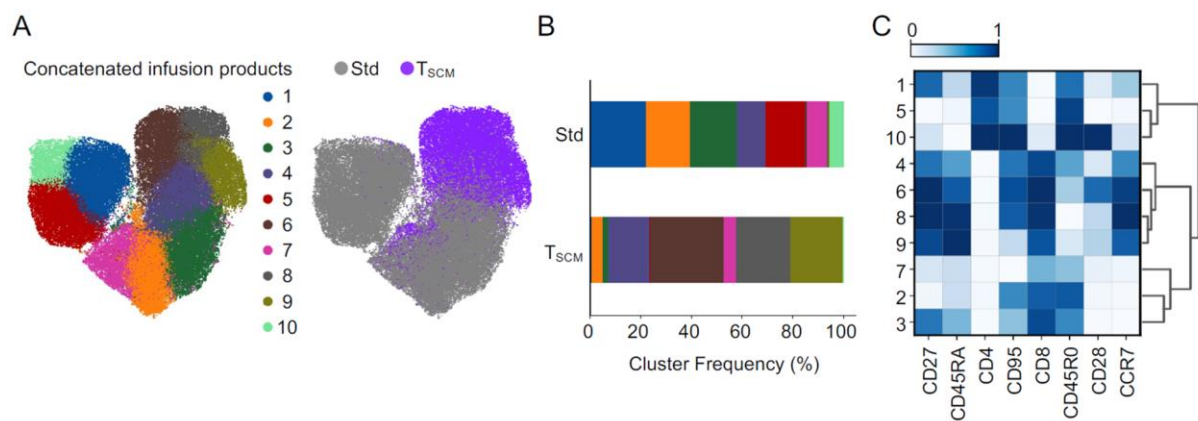 A
B
C
Concatenated infusion products
Std
TSCM
1
2
3
4
5
6
7
8
9
10
Std
TSCM
0 20 40 60 80 100
Cluster Frequency (%)
0 1
1
5
10
4
6
8
9
7
2
3
CD27
CD45RA
CD4
CD95
CD8
CD45R0
CD28
CCR7